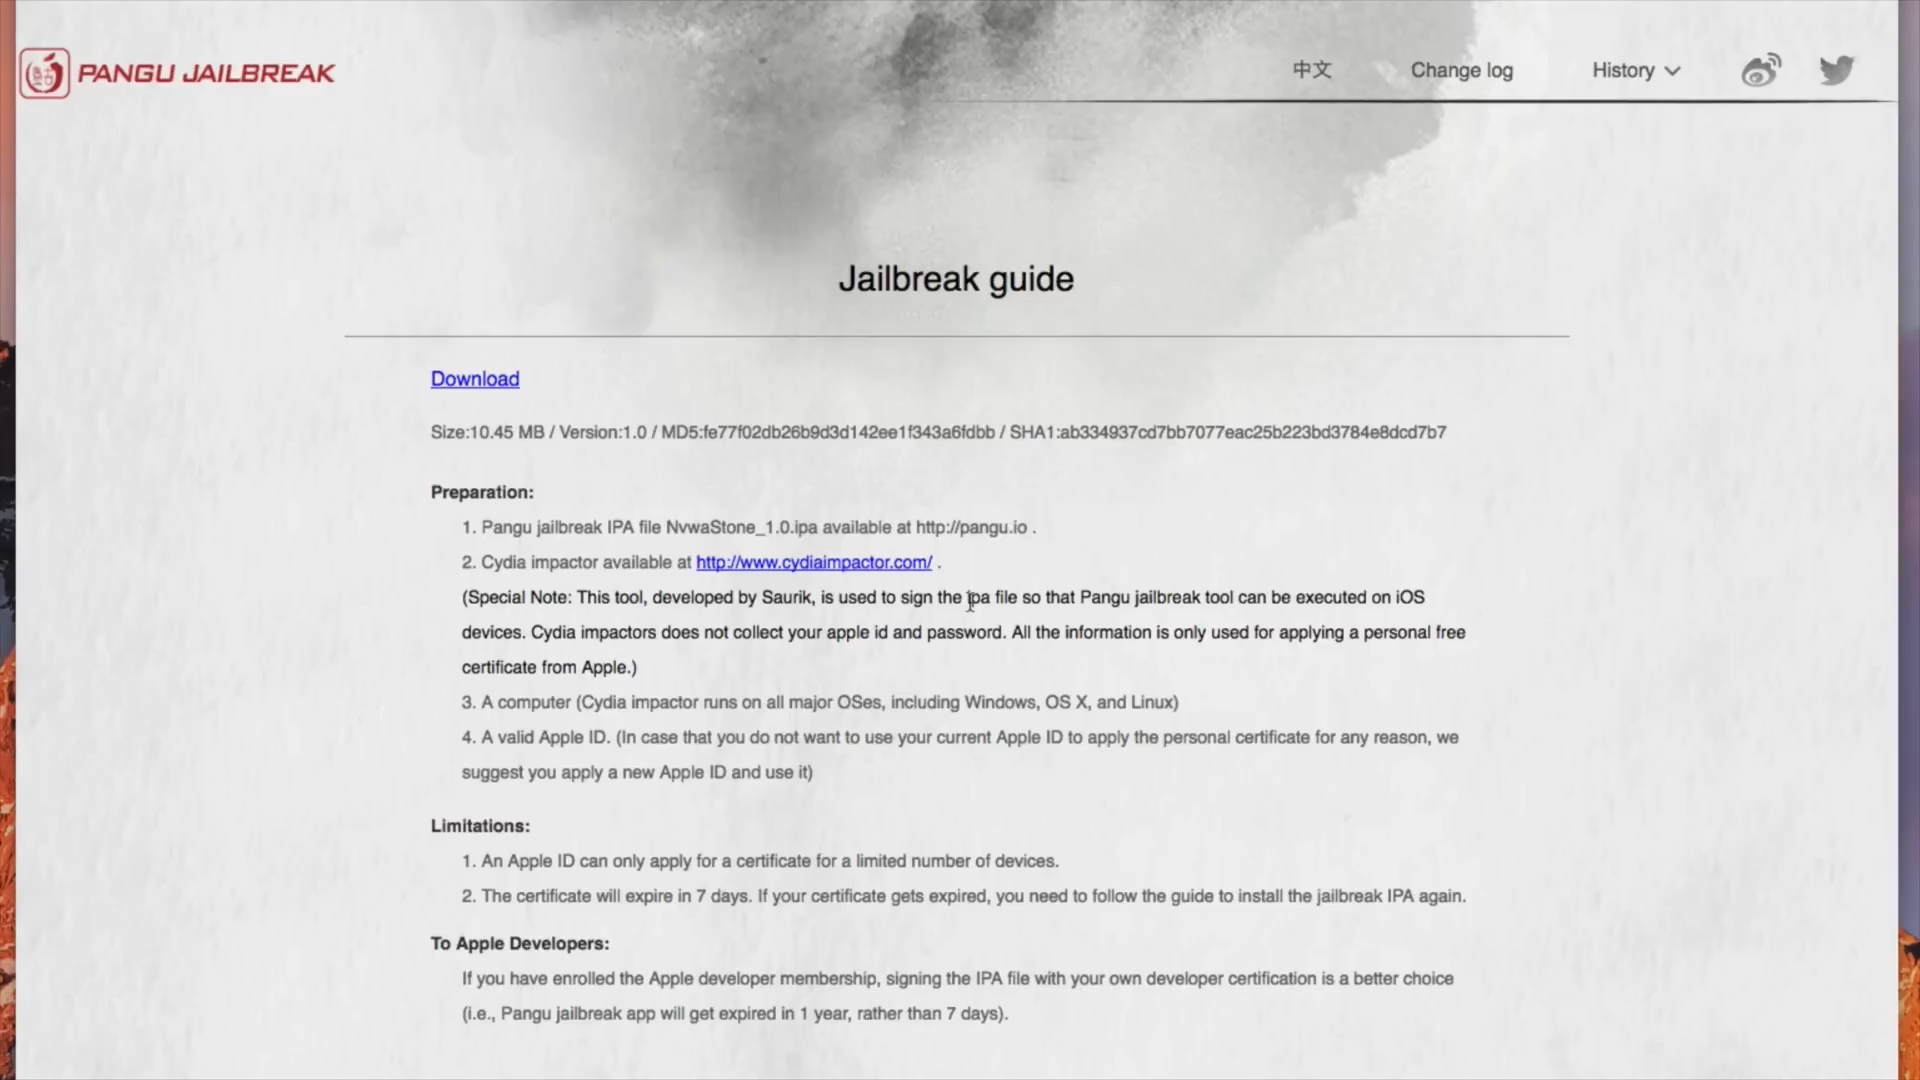 PANGU JAILBREAK
中文
Change log
History
Jailbreak guide
Download
Size:10.45 MB / Version:1.0 / MD5:fe77f02db26b9d3d142ee1f343a6fdbb / SHA1:ab334937cd7bb7077eac25b223bd3784e8dcd7b7
Preparation:
1. Pangu jailbreak IPA file NvwaStone_1.0.ipa available at http://pangu.io .
2. Cydia impactor available at http://www.cydiaimpactor.com/ .
(Special Note: This tool, developed by Saurik, is used to sign the ipa file so that Pangu jailbreak tool can be executed on iOS
devices. Cydia impactors does not collect your apple id and password. All the information is only used for applying a personal free
certificate from Apple.)
3. A computer (Cydia impactor runs on all major OSes, including Windows, OS X, and Linux)
4. A valid Apple ID. (In case that you do not want to use your current Apple ID to apply the personal certificate for any reason, we
suggest you apply a new Apple ID and use it)
Limitations:
1. An Apple ID can only apply for a certificate for a limited number of devices.
2. The certificate will expire in 7 days. If your certificate gets expired, you need to follow the guide to install the jailbreak IPA again.
To Apple Developers:
If you have enrolled the Apple developer membership, signing the IPA file with your own developer certification is a better choice
(i.e., Pangu jailbreak app will get expired in 1 year, rather than 7 days).